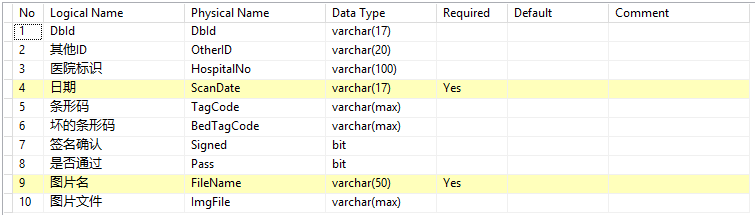 No Logical Name Physical Name Data Type Required Default Comment
1 DbId DbId varchar(17)
2 其他ID OtherID varchar(20)
3 医院标识 HospitalNo varchar(100)
4 日期 ScanDate varchar(17) Yes
5 条形码 TagCode varchar(max)
6 坏的条形码 BedTagCode varchar(max)
7 签名确认 Signed bit
8 是否通过 Pass bit
9 图片名 FileName varchar(50) Yes
10 图片文件 ImgFile varchar(max)